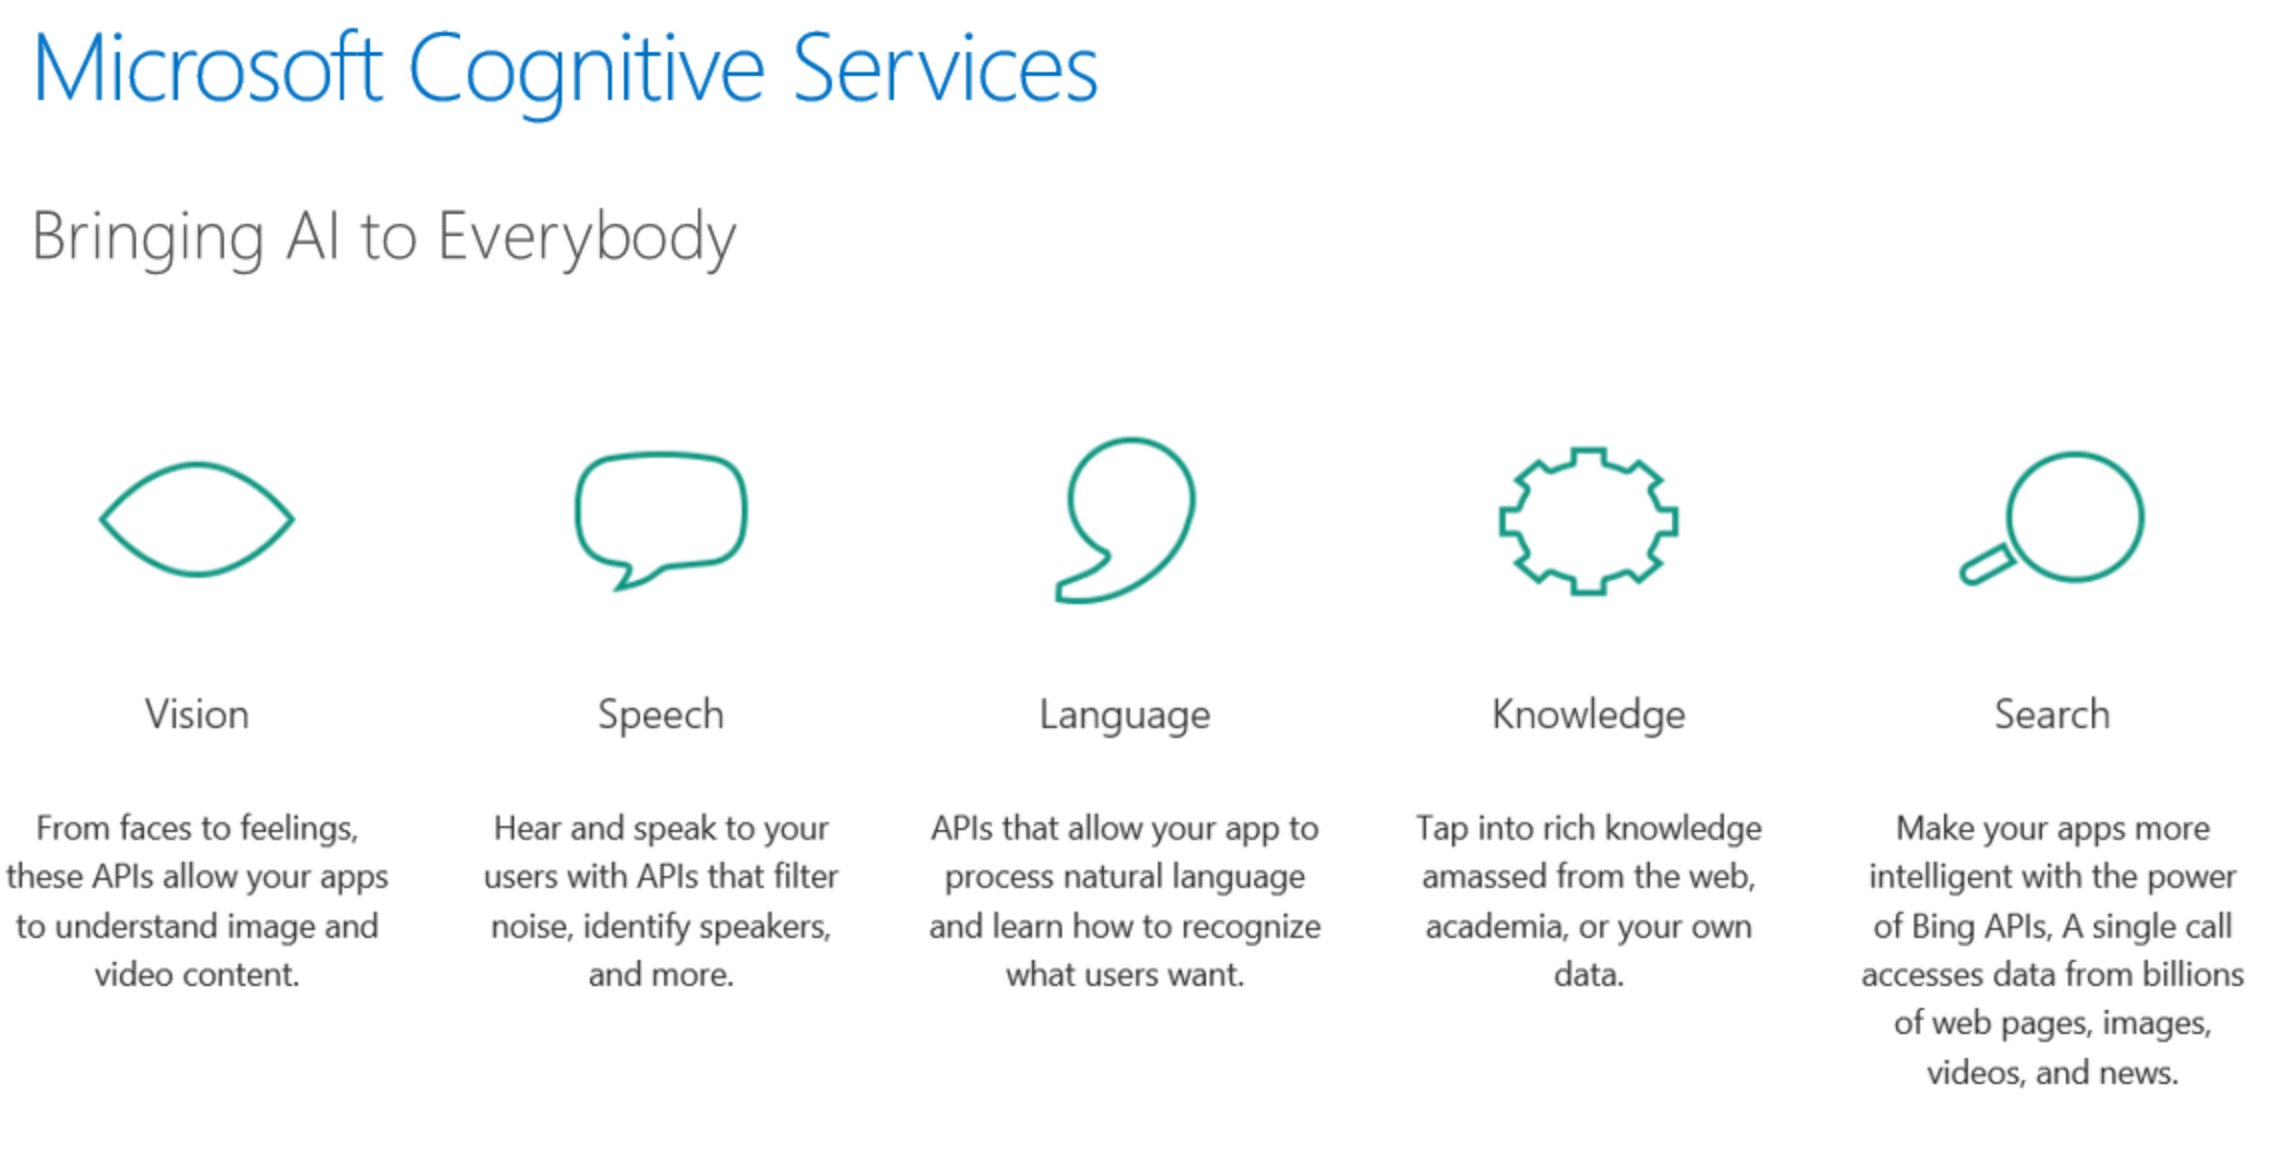 Microsoft Cognitive Services
Bringing AI to Everybody
Vision
From faces to feelings,
these APIs allow your apps
to understand image and
video content.
Speech
Hear and speak to your
users with APIs that filter
noise, identify speakers,
and more.
Language
APIs that allow your app to
process natural language
and learn how to recognize
what users want.
Knowledge
Tap into rich knowledge
amassed from the web,
academia, or your own
data.
Search
Make your apps more
intelligent with the power
of Bing APIs, A single call
accesses data from billions
of web pages, images,
videos, and news.